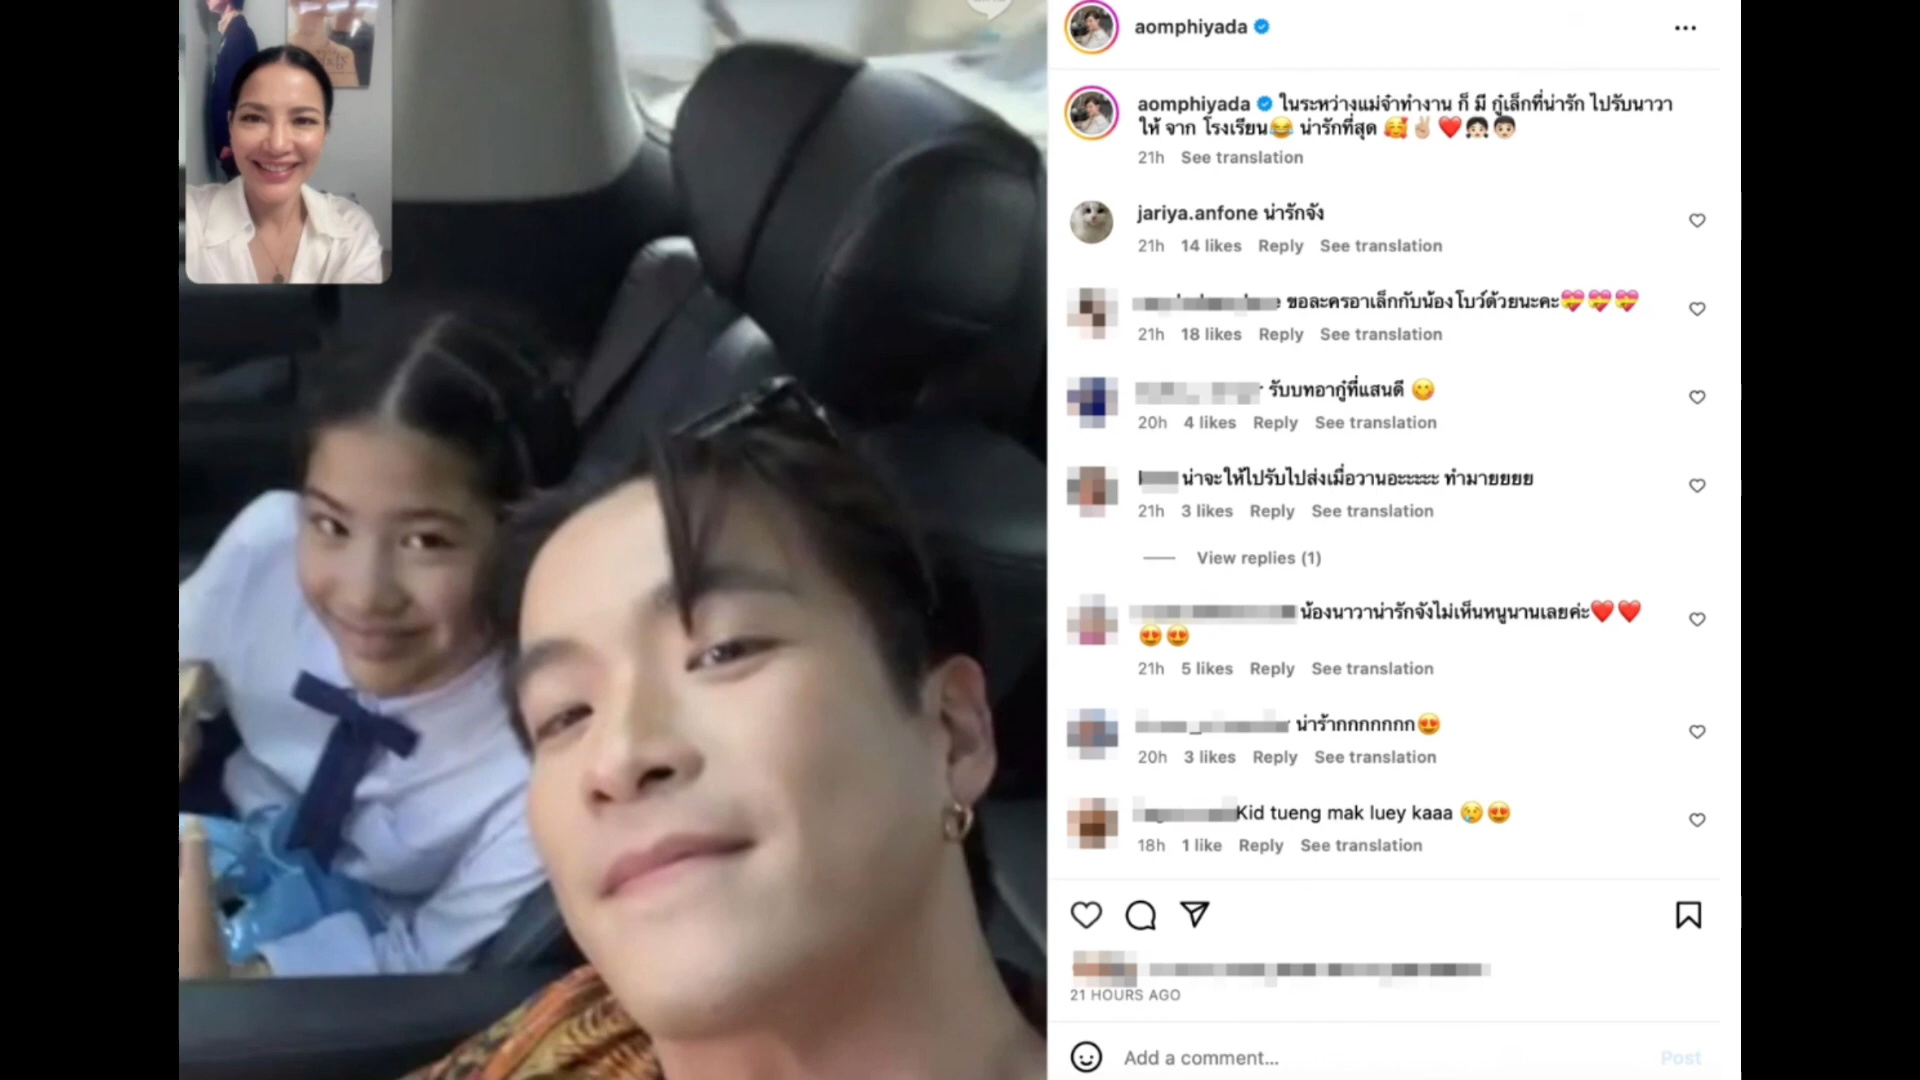 aomphiyada
aomphiyada ในระหว่างแม่จ๋าทำงาน ก็ มี กู๋เล็กที่น่ารัก ไปรับนาวา
ให้ จาก โรงเรียน😂 น่ารักที่สุด 🥰✌🏻❤️👧🏻👦🏻
21h See translation
jariya.anfone น่ารักจัง
21h 14 likes Reply See translation
ขอละครอาเล็กกับน้องโบว์ด้วยนะคะ💝💝💝
21h 18 likes Reply See translation
รับบทอากู๋ที่แสนดี 😋
20h 4 likes Reply See translation
น่าจะให้ไปรับไปส่งเมื่อวานอะะะะะ ทำมายยยย
21h 3 likes Reply See translation
View replies (1)
น้องนาวาน่ารักจังไม่เห็นหนูนานเลยค่ะ❤️❤️
😍😍
21h 5 likes Reply See translation
น่าร้ากกกกกกก😍
20h 3 likes Reply See translation
Kid tueng mak luey kaaa 😢😍
18h 1 like Reply See translation
21 HOURS AGO
Add a comment... Post